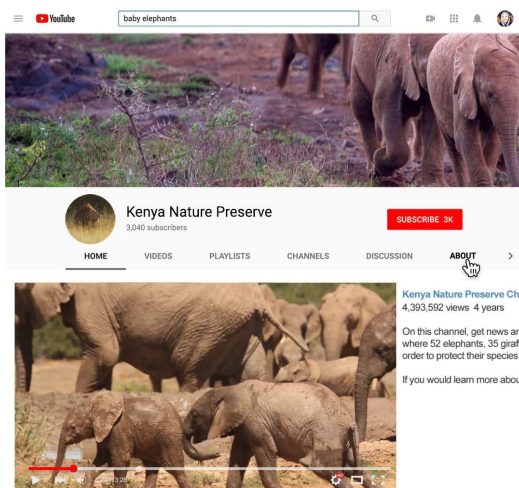 YouTube
baby elephants
Kenya Nature Preserve
3,040 subscribers
SUBSCRIBE 3K
HOME VIDEOS PLAYLISTS CHANNELS DISCUSSION ABOUT
Kenya Nature Preserve Ch
4,393,592 views 4 years
On this channel, get news ar
where 52 elephants, 35 giraf
order to protect their species
If you would learn more abou
3:28